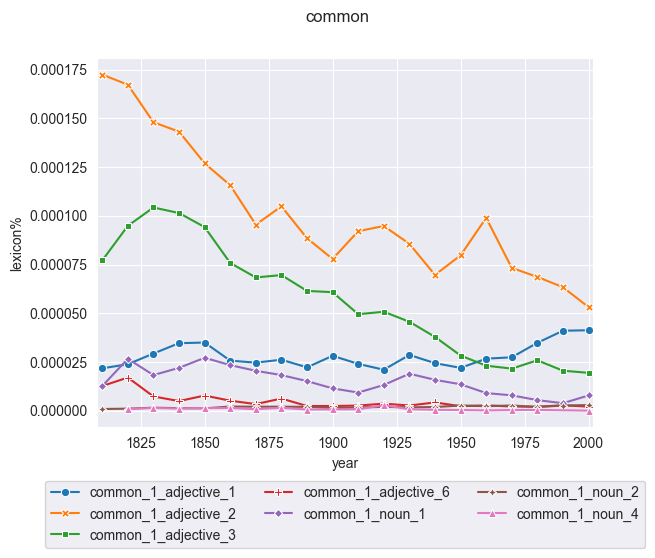 common
0.000175
0.000150
0.000125
0.000100
0.000075
0.000050
0.000025
0.000000
lexicon%
1825 1850 1875 1900 1925 1950 1975 2000
year
common_1_adjective_1 common_1_adjective_6 common_1_noun_2
common_1_adjective_2 common_1_noun_1 common_1_noun_4
common_1_adjective_3